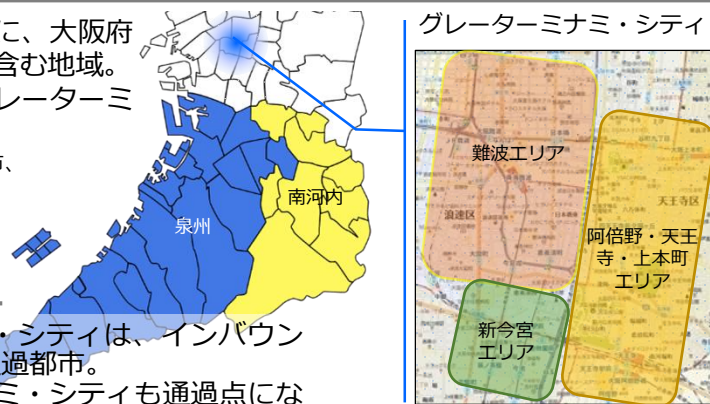 に、大阪府
含む地域。
レーターミ
泉州
南河内
・シティは、インバウン
過都市。
ミ・シティも通過点にな
グレーターミナミ・シティ
難波エリア
浪速区
天王寺区
阿倍野・天王
寺・上本町
エリア
新今宮
エリア